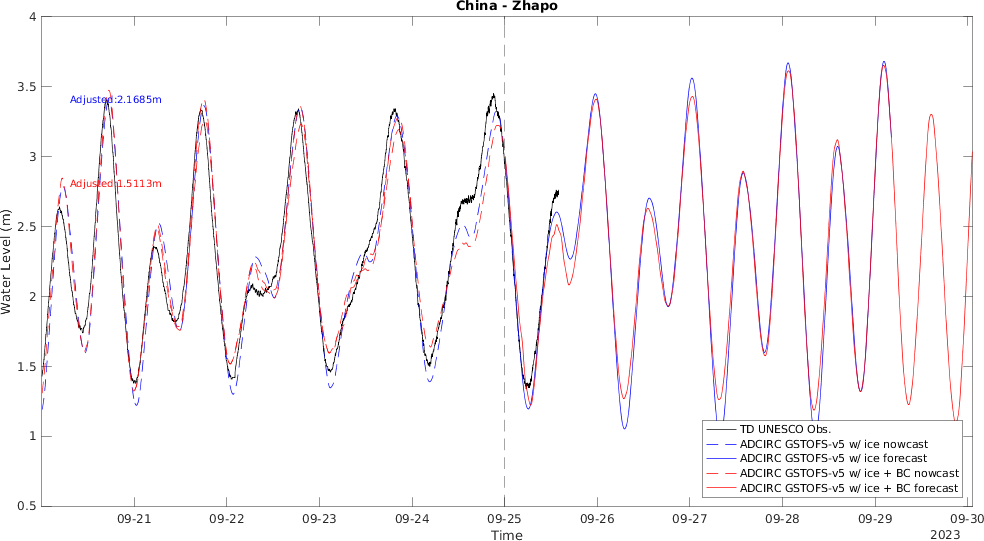 China - Zhapo
4
3.5
3
2.5
2
1.5
1
0.5
Water Level (m)
Adjusted:2.1685m
Adjusted:1.5113m
TD UNESCO Obs.
ADCIRC GSTOFS-v5 w/ ice nowcast
ADCIRC GSTOFS-v5 w/ ice forecast
ADCIRC GSTOFS-v5 w/ ice + BC nowcast
ADCIRC GSTOFS-v5 w/ ice + BC forecast
09-21 09-22 09-23 09-24 09-25 09-26 09-27 09-28 09-29 09-30
Time
2023